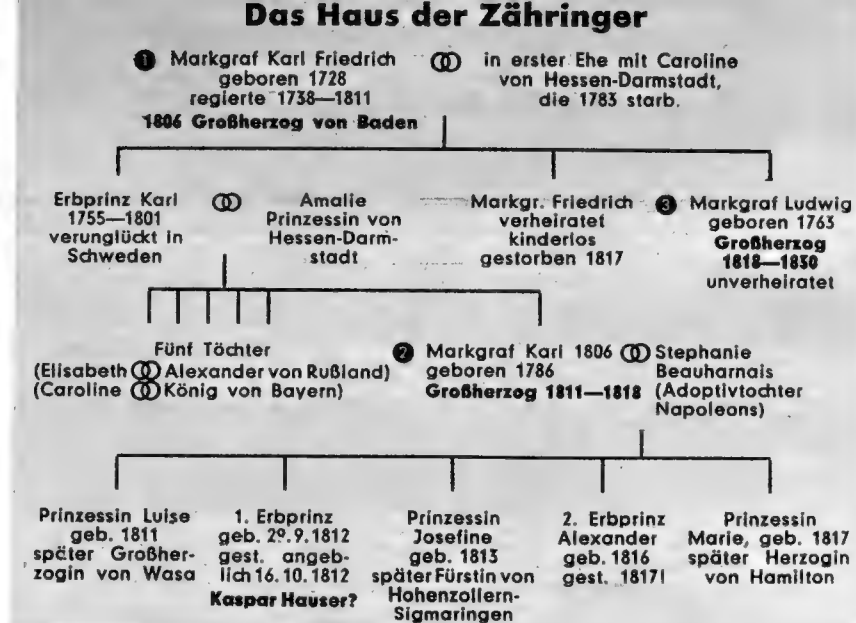 Das Haus der Zähringer
❶ Markgraf Karl Friedrich
geboren 1728
regierte 1738—1811
1806 Großherzog von Baden
in erster Ehe mit Caroline
von Hessen-Darmstadt,
die 1783 starb.
Erbprinz Karl
1755—1801
verunglückt in
Schweden
Amalie
Prinzessin von
Hessen-Darm-
stadt
Markgr. Friedrich
verheiratet
kinderlos
gestorben 1817
❸ Markgraf Ludwig
geboren 1763
Großherzog
1818—1830
unverheiratet
Fünf Töchter
(Elisabeth Alexander von Rußland)
(Caroline König von Bayern)
❷ Markgraf Karl 1806
geboren 1786
Großherzog 1811—1818
Stephanie
Beauharnais
(Adoptivtochter
Napoleons)
Prinzessin Luise
geb. 1811
später Großher-
zogin von Wasa
1. Erbprinz
geb. 29.9.1812
gest. angeb-
lich 16.10.1812
Kaspar Hauser?
Prinzessin
Josefine
geb. 1813
später Fürstin von
Hohenzollern-
Sigmaringen
2. Erbprinz
Alexander
geb. 1816
gest. 1817!
Prinzessin
Marie, geb. 1817
später Herzogin
von Hamilton